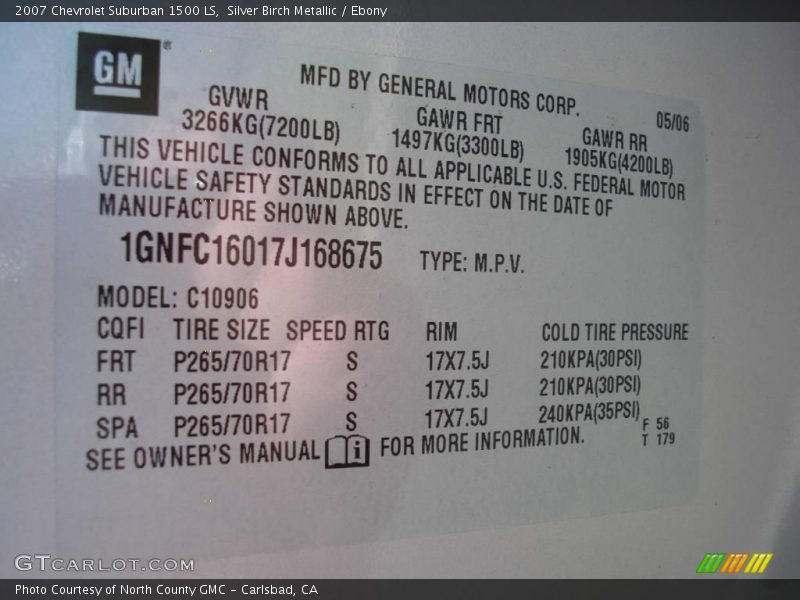 2007 Chevrolet Suburban 1500 LS, Silver Birch Metallic / Ebony
GM ®
MFD BY GENERAL MOTORS CORP. 05/06
GVWR GAWR FRT GAWR RR
3266KG(7200LB) 1497KG(3300LB) 1905KG(4200LB)
THIS VEHICLE CONFORMS TO ALL APPLICABLE U.S. FEDERAL MOTOR
VEHICLE SAFETY STANDARDS IN EFFECT ON THE DATE OF
MANUFACTURE SHOWN ABOVE.
1GNFC16017J168675 TYPE: M.P.V.
MODEL: C10906
CQFI TIRE SIZE SPEED RTG RIM COLD TIRE PRESSURE
FRT P265/70R17 S 17X7.5J 210KPA(30PSI)
RR P265/70R17 S 17X7.5J 210KPA(30PSI)
SPA P265/70R17 S 17X7.5J 240KPA(35PSI)
F 56
SEE OWNER'S MANUAL i FOR MORE INFORMATION.
T 179
GTCARLOT.COM
Photo Courtesy of North County GMC – Carlsbad, CA